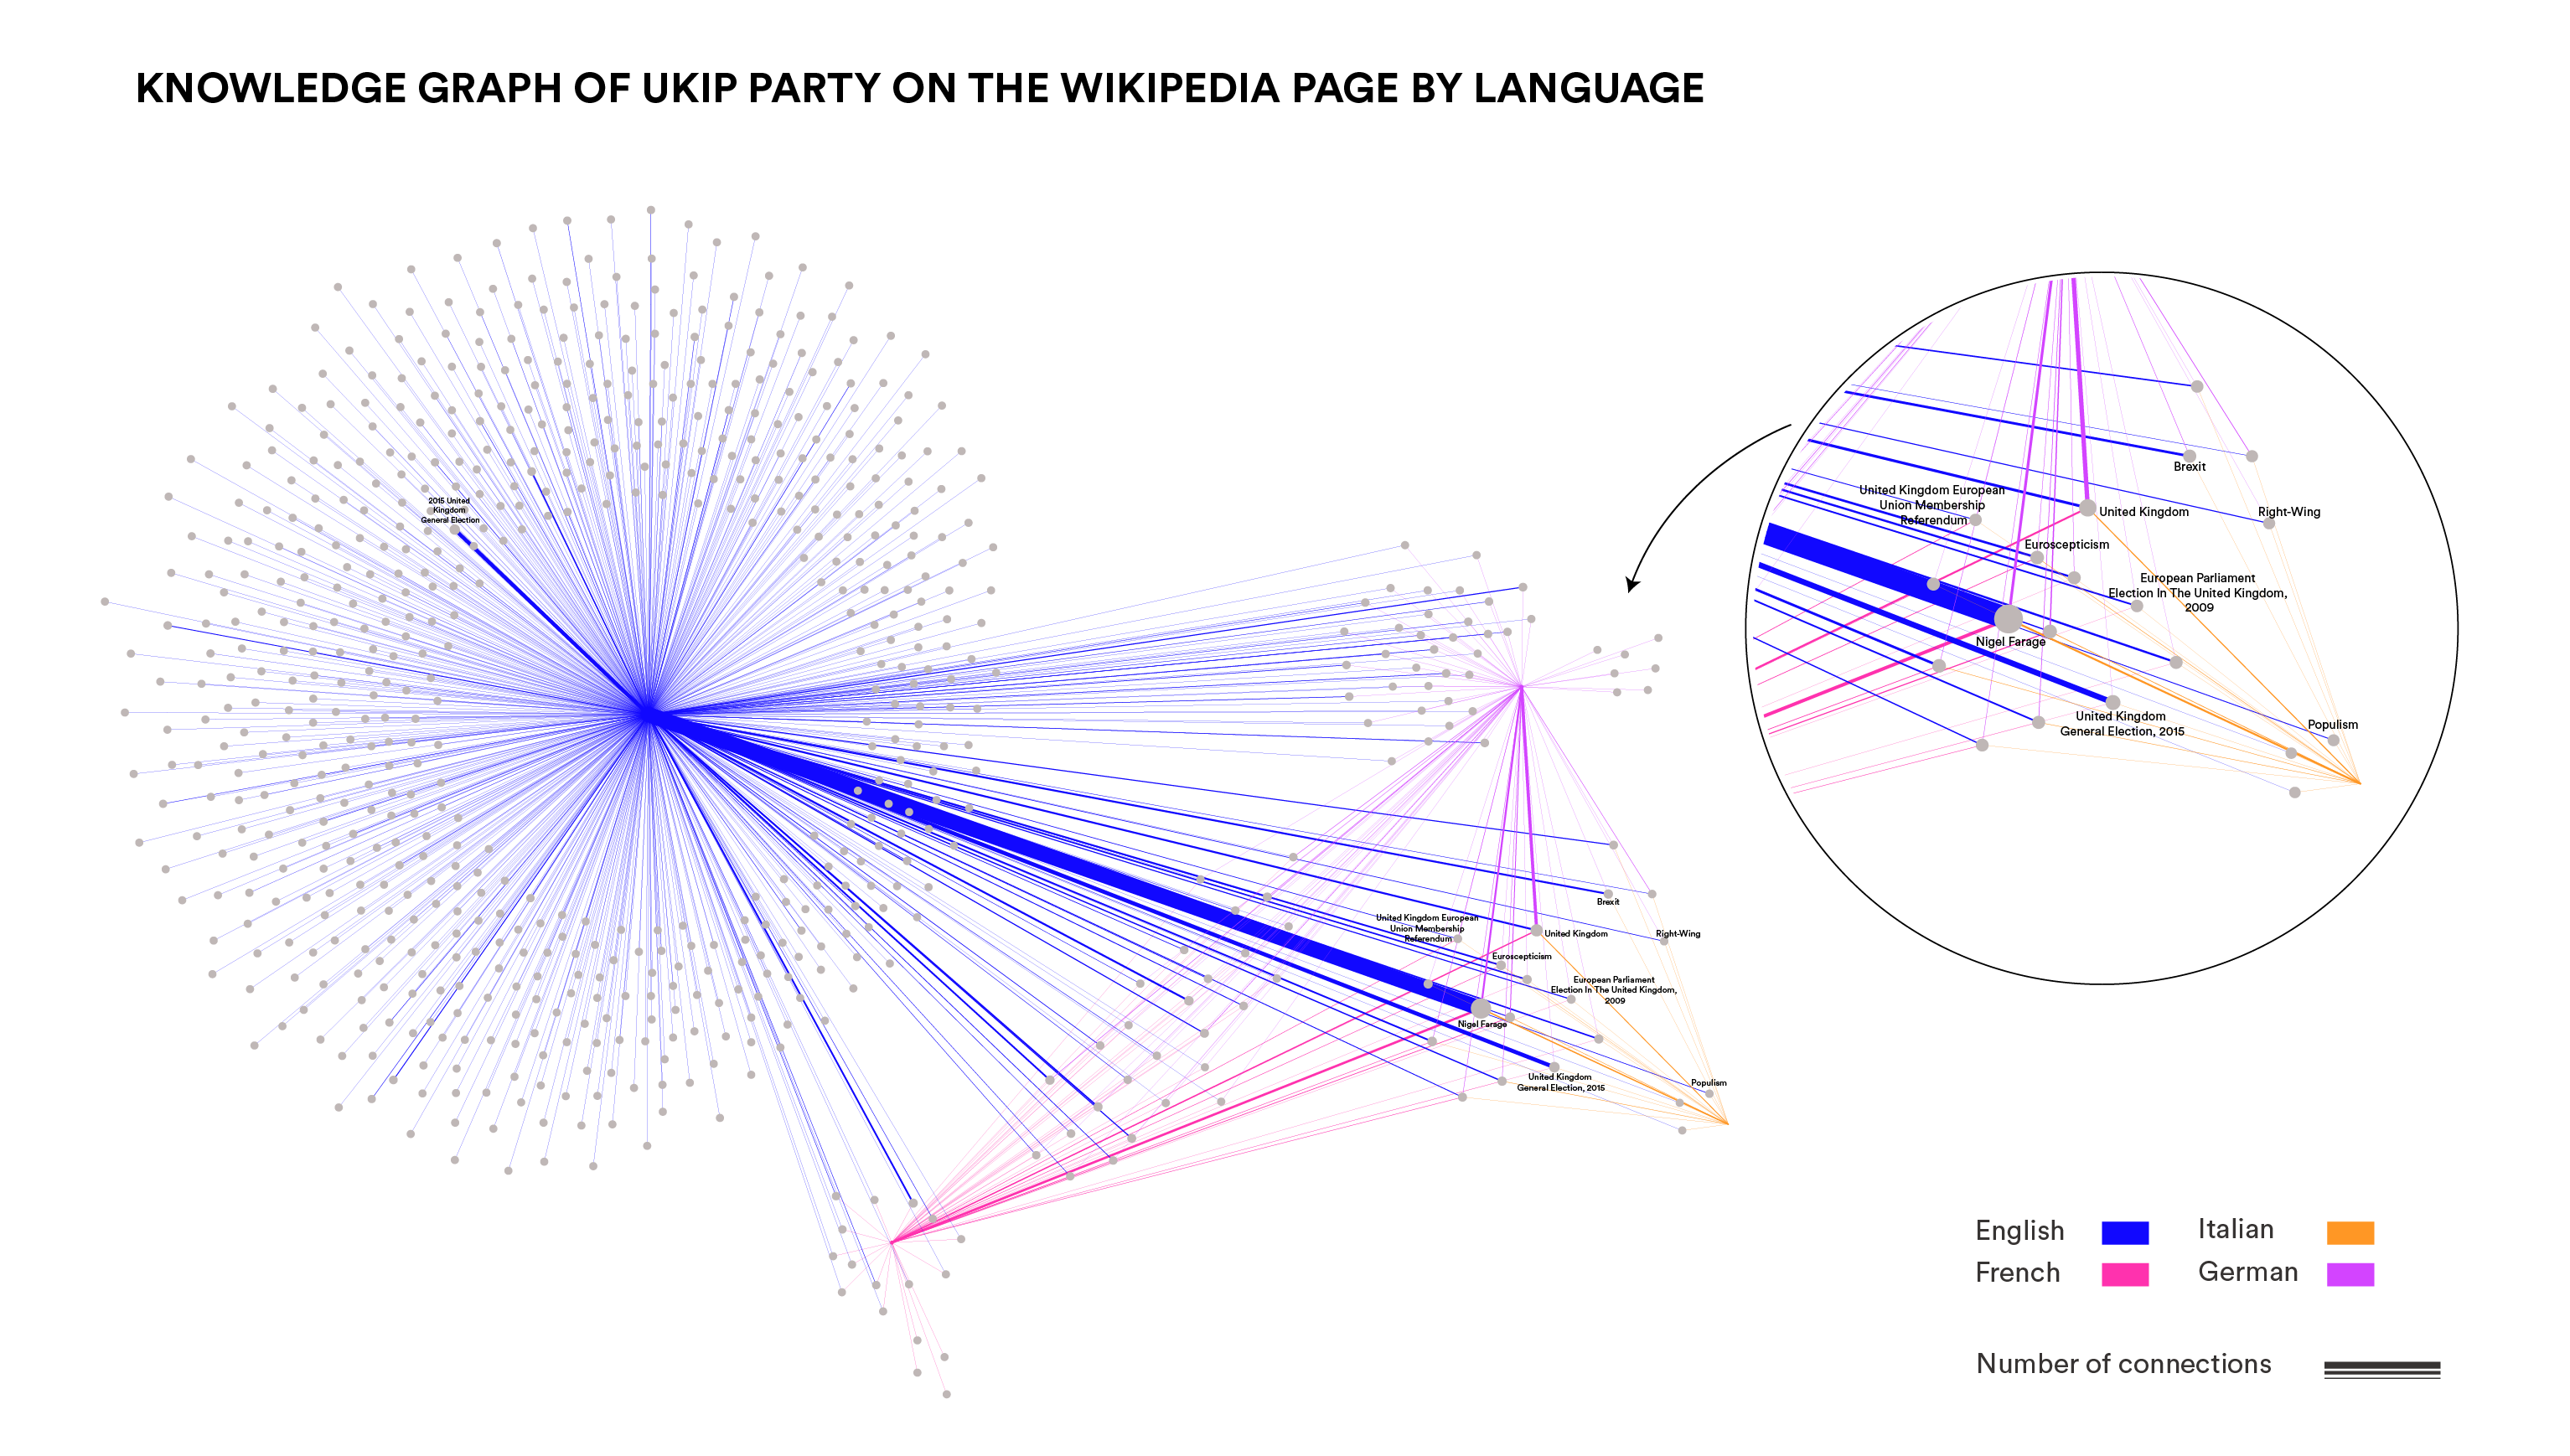 KNOWLEDGE GRAPH OF UKIP PARTY ON THE WIKIPEDIA PAGE BY LANGUAGE
2015 United
Kingdom
General Election
Brexit
United Kingdom European
Union Membership
Referendum
United Kingdom
Right-Wing
Euroscepticism
European Parliament
Election In The United Kingdom,
2009
Nigel Farage
United Kingdom
General Election, 2015
Populism
Brexit
United Kingdom European
Union Membership
Referendum
United Kingdom
Right-Wing
Euroscepticism
European Parliament
Election In The United Kingdom,
2009
Nigel Farage
United Kingdom
General Election, 2015
Populism
English
Italian
French
German
Number of connections